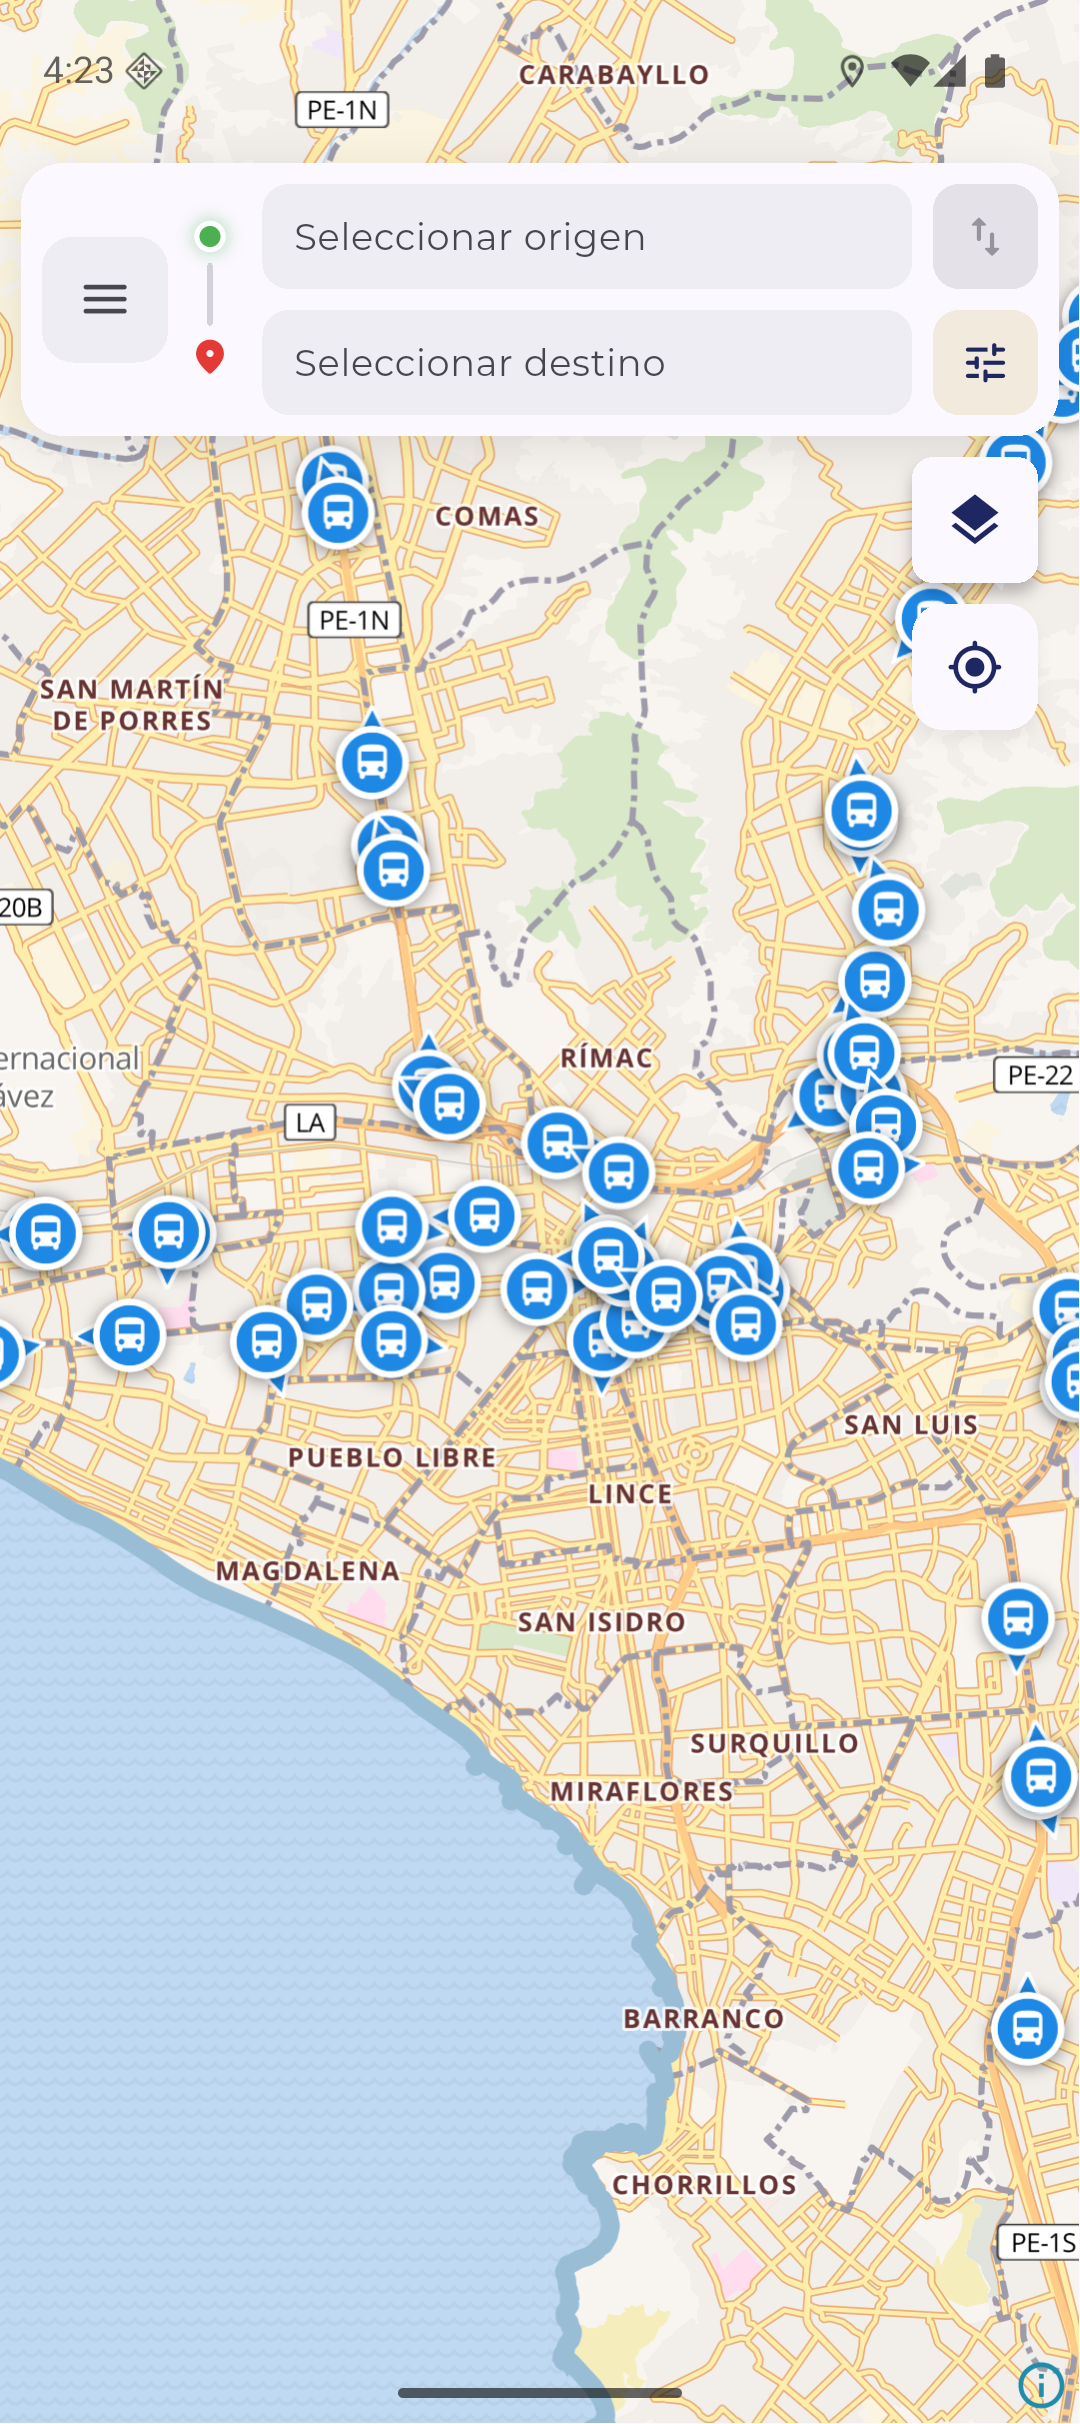 4:23
CARABAYLLO
PE-1N
Seleccionar origen
Seleccionar destino
COMAS
PE-1N
SAN MARTÍN
DE PORRES
20B
ernacional
ávez
RÍMAC
PE-22
LA
SAN LUIS
PUEBLO LIBRE
LINCE
MAGDALENA
SAN ISIDRO
SURQUILLO
MIRAFLORES
BARRANCO
CHORRILLOS
PE-1S